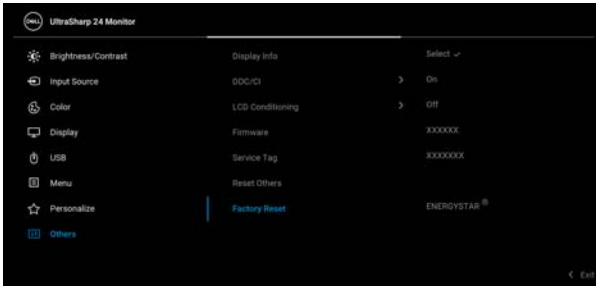 DELL UltraSharp 24 Monitor
Brightness/Contrast Display Info Select ✓
Input Source DDC/CI > On
Color LCD Conditioning > Off
Display Firmware XXXXXX
USB Service Tag XXXXXXX
Menu Reset Others
Personalize Factory Reset ENERGYSTAR ®
Others
< Exit